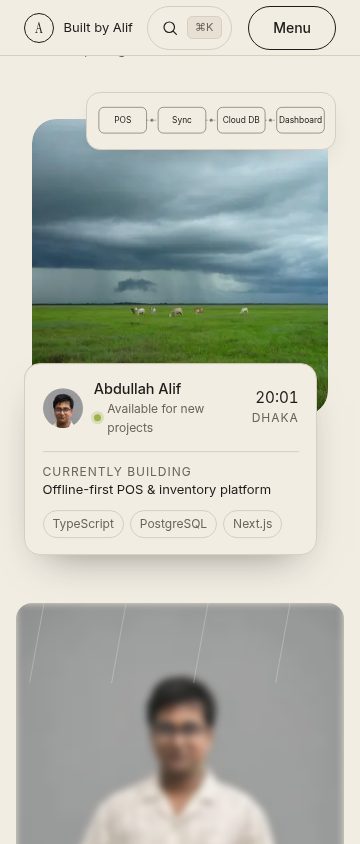 A Built by Alif ⌘K Menu
POS Sync Cloud DB Dashboard
Abdullah Alif
Available for new
projects
20:01
DHAKA
CURRENTLY BUILDING
Offline-first POS & inventory platform
TypeScript PostgreSQL Next.js